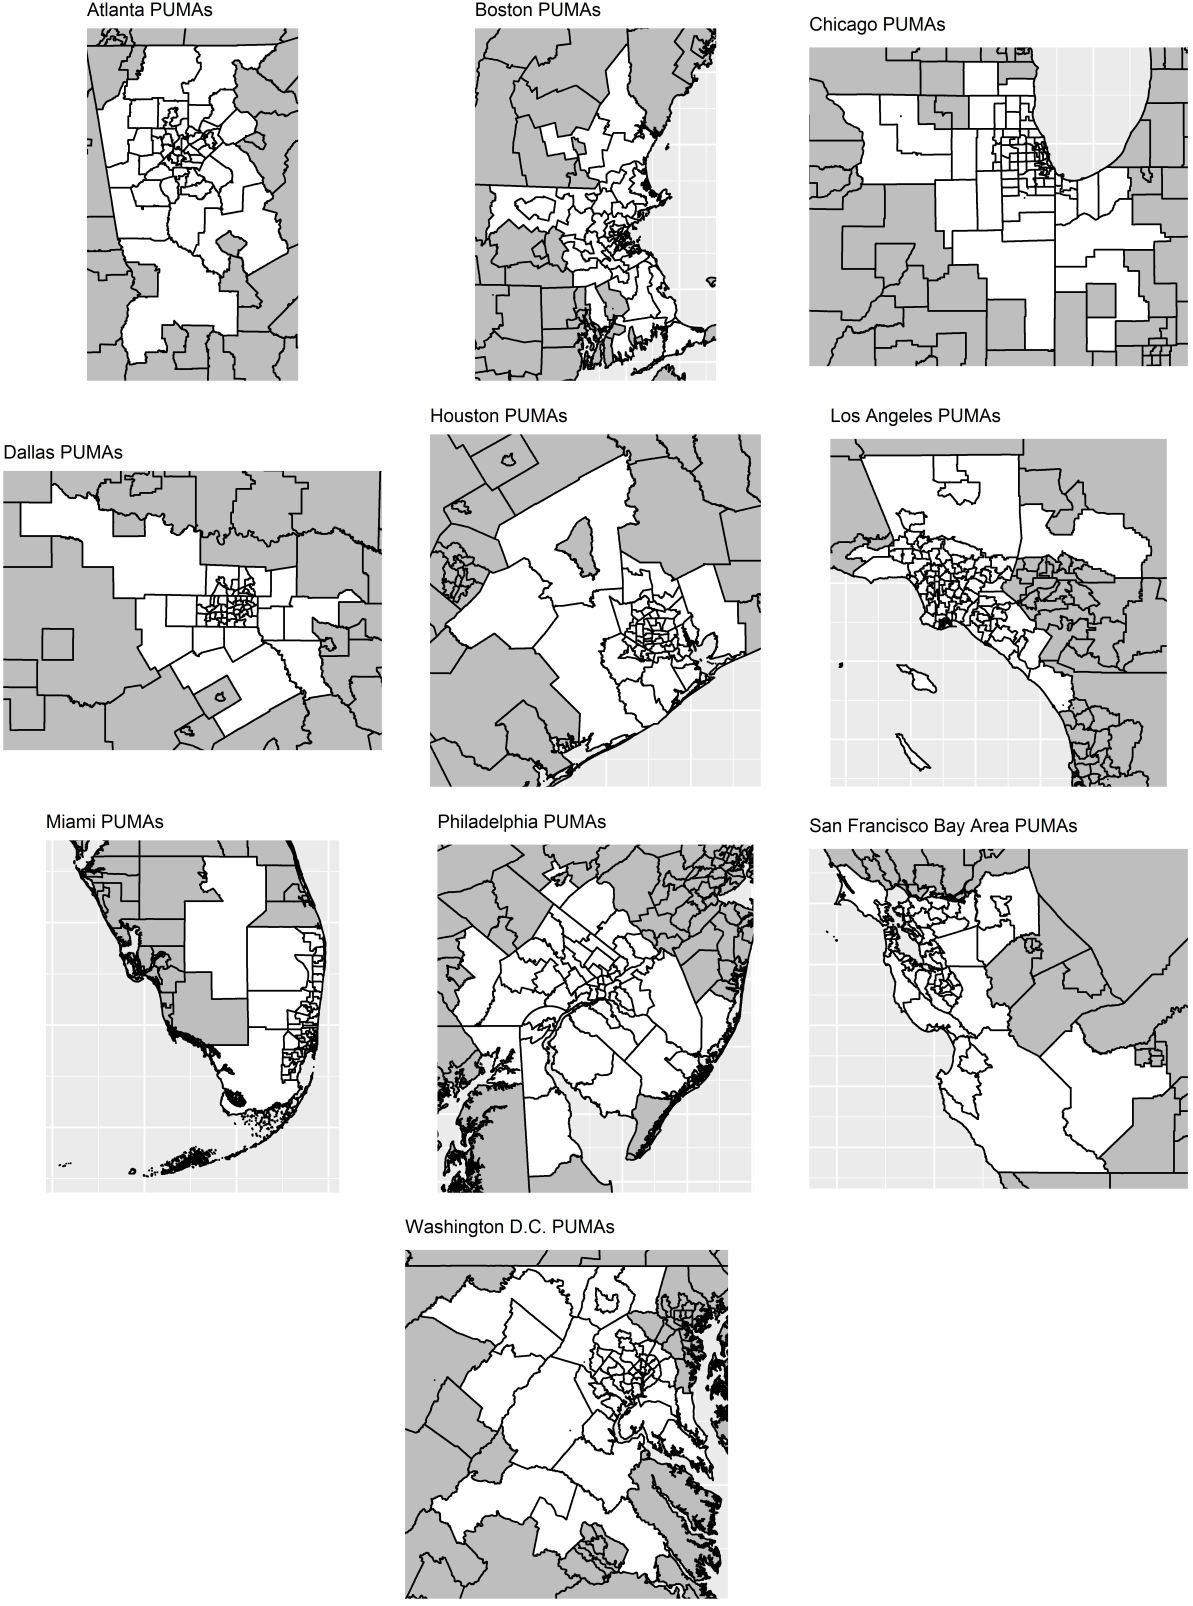 Atlanta PUMAs
Boston PUMAs
Chicago PUMAs
Dallas PUMAs
Houston PUMAs
Los Angeles PUMAs
Miami PUMAs
Philadelphia PUMAs
San Francisco Bay Area PUMAs
Washington D.C. PUMAs